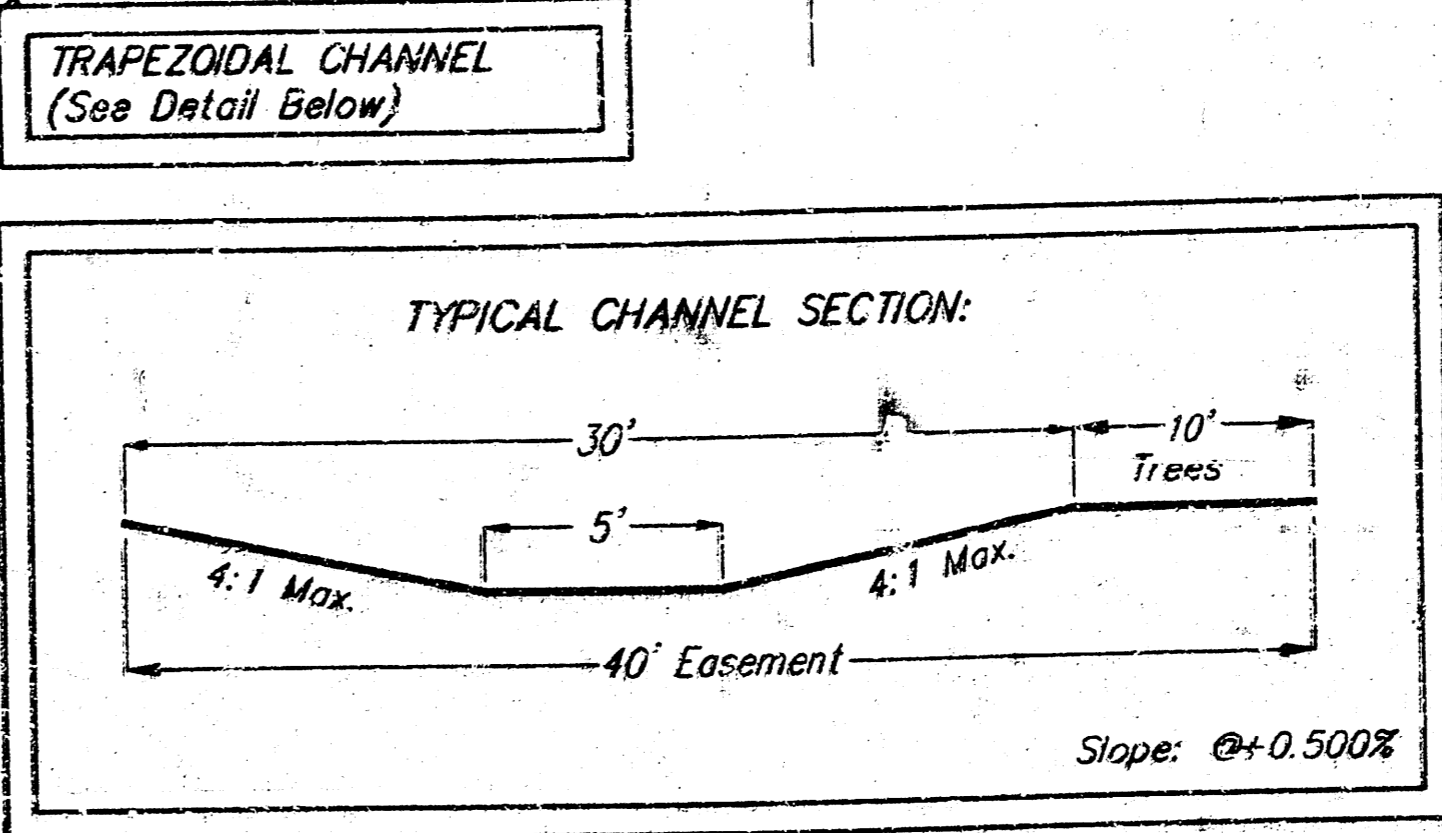 TRAPEZOIDAL CHANNEL
(See Detail Below)
TYPICAL CHANNEL SECTION:
30'
10'
Trees
5'
4:1 Max.
4:1 Max.
40' Easement
Slope: @+0.500%